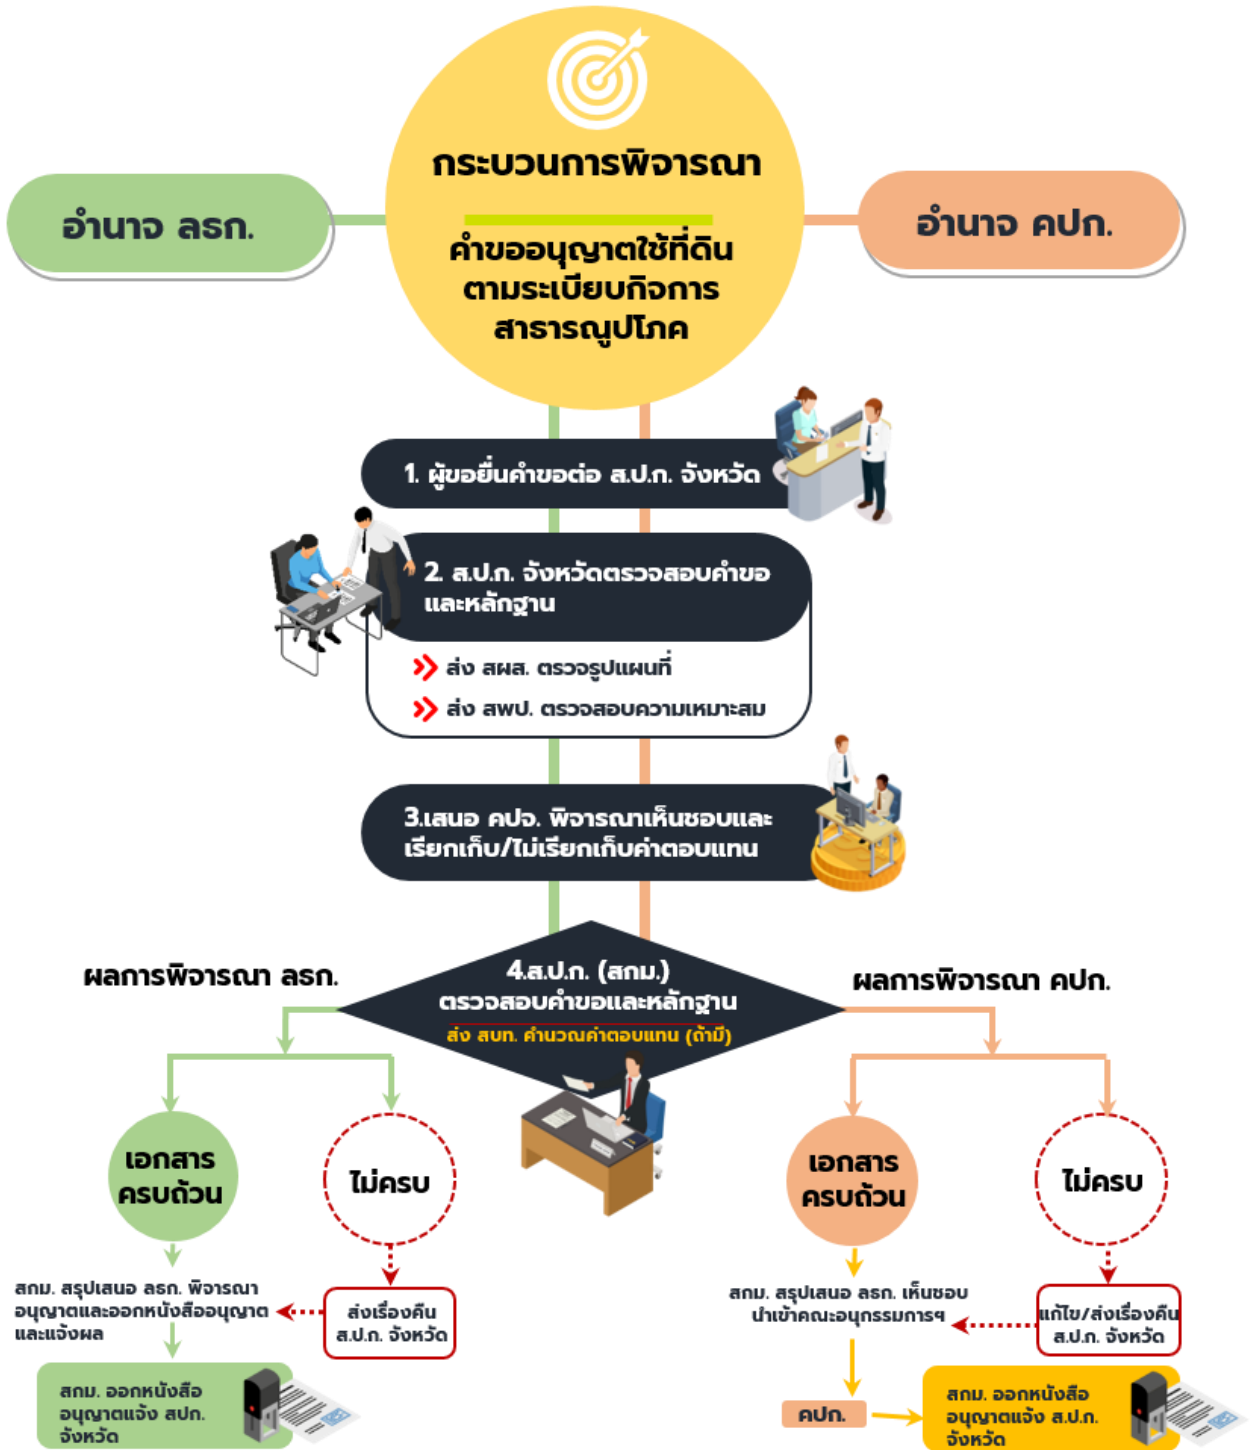 กระบวนการพิจารณา
คำขออนุญาตใช้ที่ดิน
ตามระเบียบกิจการ
สาธารณูปโภค
อำนาจ ลธก.
อำนาจ คปก.
1. ผู้ขอยื่นคำขอต่อ ส.ป.ก. จังหวัด
2. ส.ป.ก. จังหวัดตรวจสอบคำขอ
และหลักฐาน
ส่ง สผส. ตรวจรูปแผนที่
ส่ง สพป. ตรวจสอบความเหมาะสม
3.เสนอ คปจ. พิจารณาเห็นชอบและ
เรียกเก็บ/ไม่เรียกเก็บค่าตอบแทน
4.ส.ป.ก. (สกม.)
ตรวจสอบคำขอและหลักฐาน
ส่ง สบท. คำนวณค่าตอบแทน (ถ้ามี)
ผลการพิจารณา ลธก.
เอกสาร
ครบถ้วน
ไม่ครบ
สกม. สรุปเสนอ ลธก. พิจารณา
อนุญาตและออกหนังสืออนุญาต
และแจ้งผล
ส่งเรื่องคืน
ส.ป.ก. จังหวัด
สกม. ออกหนังสือ
อนุญาตแจ้ง สปก.
จังหวัด
ผลการพิจารณา คปก.
เอกสาร
ครบถ้วน
ไม่ครบ
สกม. สรุปเสนอ ลธก. เห็นชอบ
นำเข้าคณะอนุกรรมการฯ
แก้ไข/ส่งเรื่องคืน
ส.ป.ก. จังหวัด
คปก.
สกม. ออกหนังสือ
อนุญาตแจ้ง ส.ป.ก.
จังหวัด